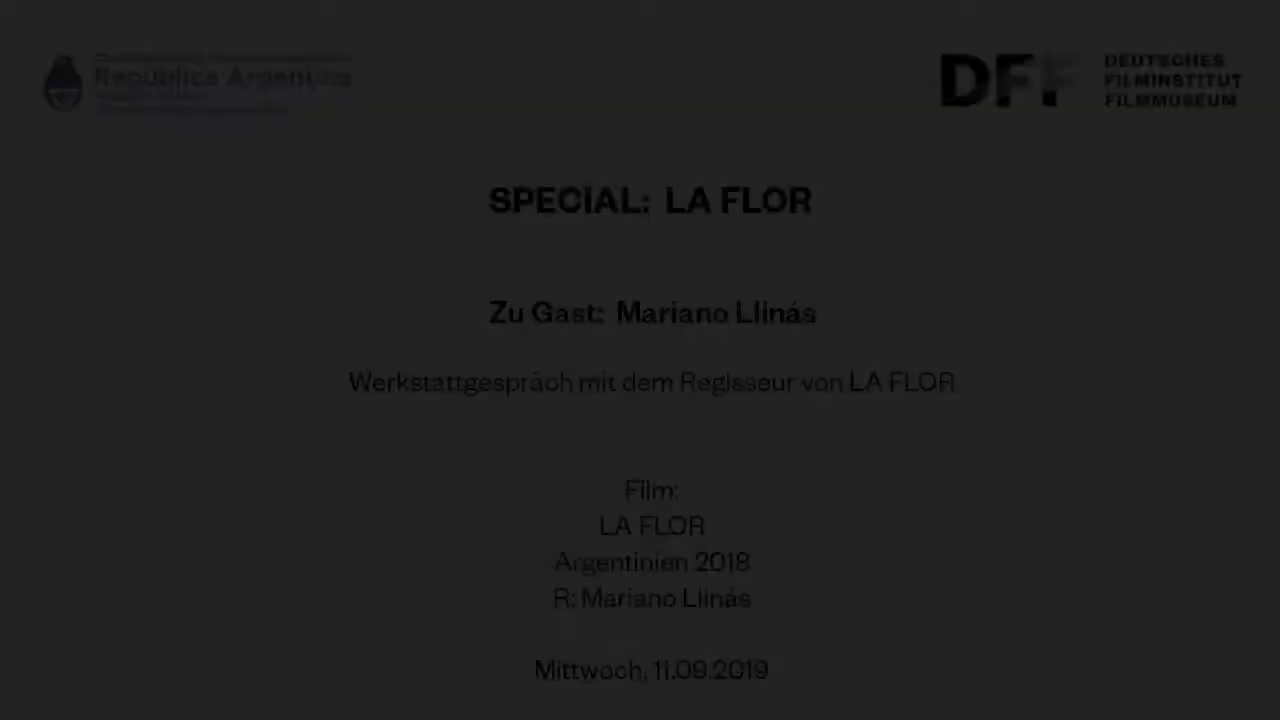 República Argentina
DFF
DEUTSCHES
FILMINSTITUT
FILMMUSEUM
SPECIAL: LA FLOR
Zu Gast: Mariano Llinás
Werkstattgespräch mit dem Regisseur von LA FLOR
Film:
LA FLOR
Argentinien 2018
R: Mariano Llinás
Mittwoch, 11.09.2019